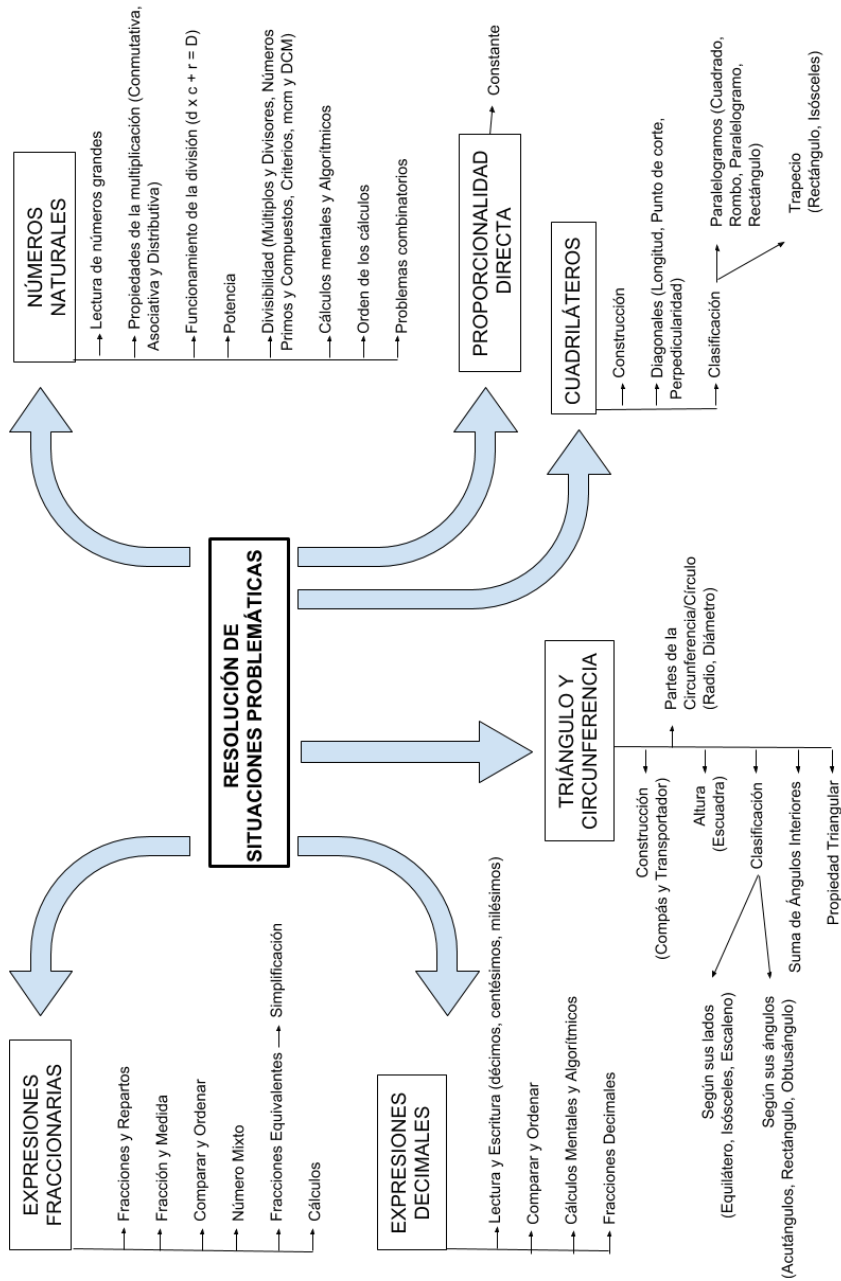 RESOLUCIÓN DE
SITUACIONES PROBLEMÁTICAS
EXPRESIONES
FRACCIONARIAS
Fracciones y Repartos
Fracción y Medida
Comparar y Ordenar
Número Mixto
Fracciones Equivalentes
Simplificación
Cálculos
NÚMEROS
NATURALES
Lectura de números grandes
Propiedades de la multiplicación (Conmutativa,
Asociativa y Distributiva)
Funcionamiento de la división (d x c + r = D)
Potencia
Divisibilidad (Múltiplos y Divisores, Números
Primos y Compuestos, Criterios, mcm y DCM)
Cálculos mentales y Algorítmicos
Orden de los cálculos
Problemas combinatorios
EXPRESIONES
DECIMALES
Lectura y Escritura (décimos, centésimos, milésimos)
Comparar y Ordenar
Cálculos Mentales y Algorítmicos
Fracciones Decimales
TRIÁNGULO Y
CIRCUNFERENCIA
Construcción
(Compás y Transportador)
Partes de la
Circunferencia/Círculo
(Radio, Diámetro)
Altura
(Escuadra)
Clasificación
Según sus lados
(Equilátero, Isósceles, Escaleno)
Según sus ángulos
(Acutángulos, Rectángulo, Obtusángulo)
Suma de Ángulos Interiores
Propiedad Triangular
PROPORCIONALIDAD
DIRECTA
Constante
CUADRILÁTEROS
Construcción
Diagonales (Longitud, Punto de corte,
Perpedicularidad)
Clasificación
Paralelogramos (Cuadrado,
Rombo, Paralelogramo,
Rectángulo)
Trapecio
(Rectángulo, Isósceles)